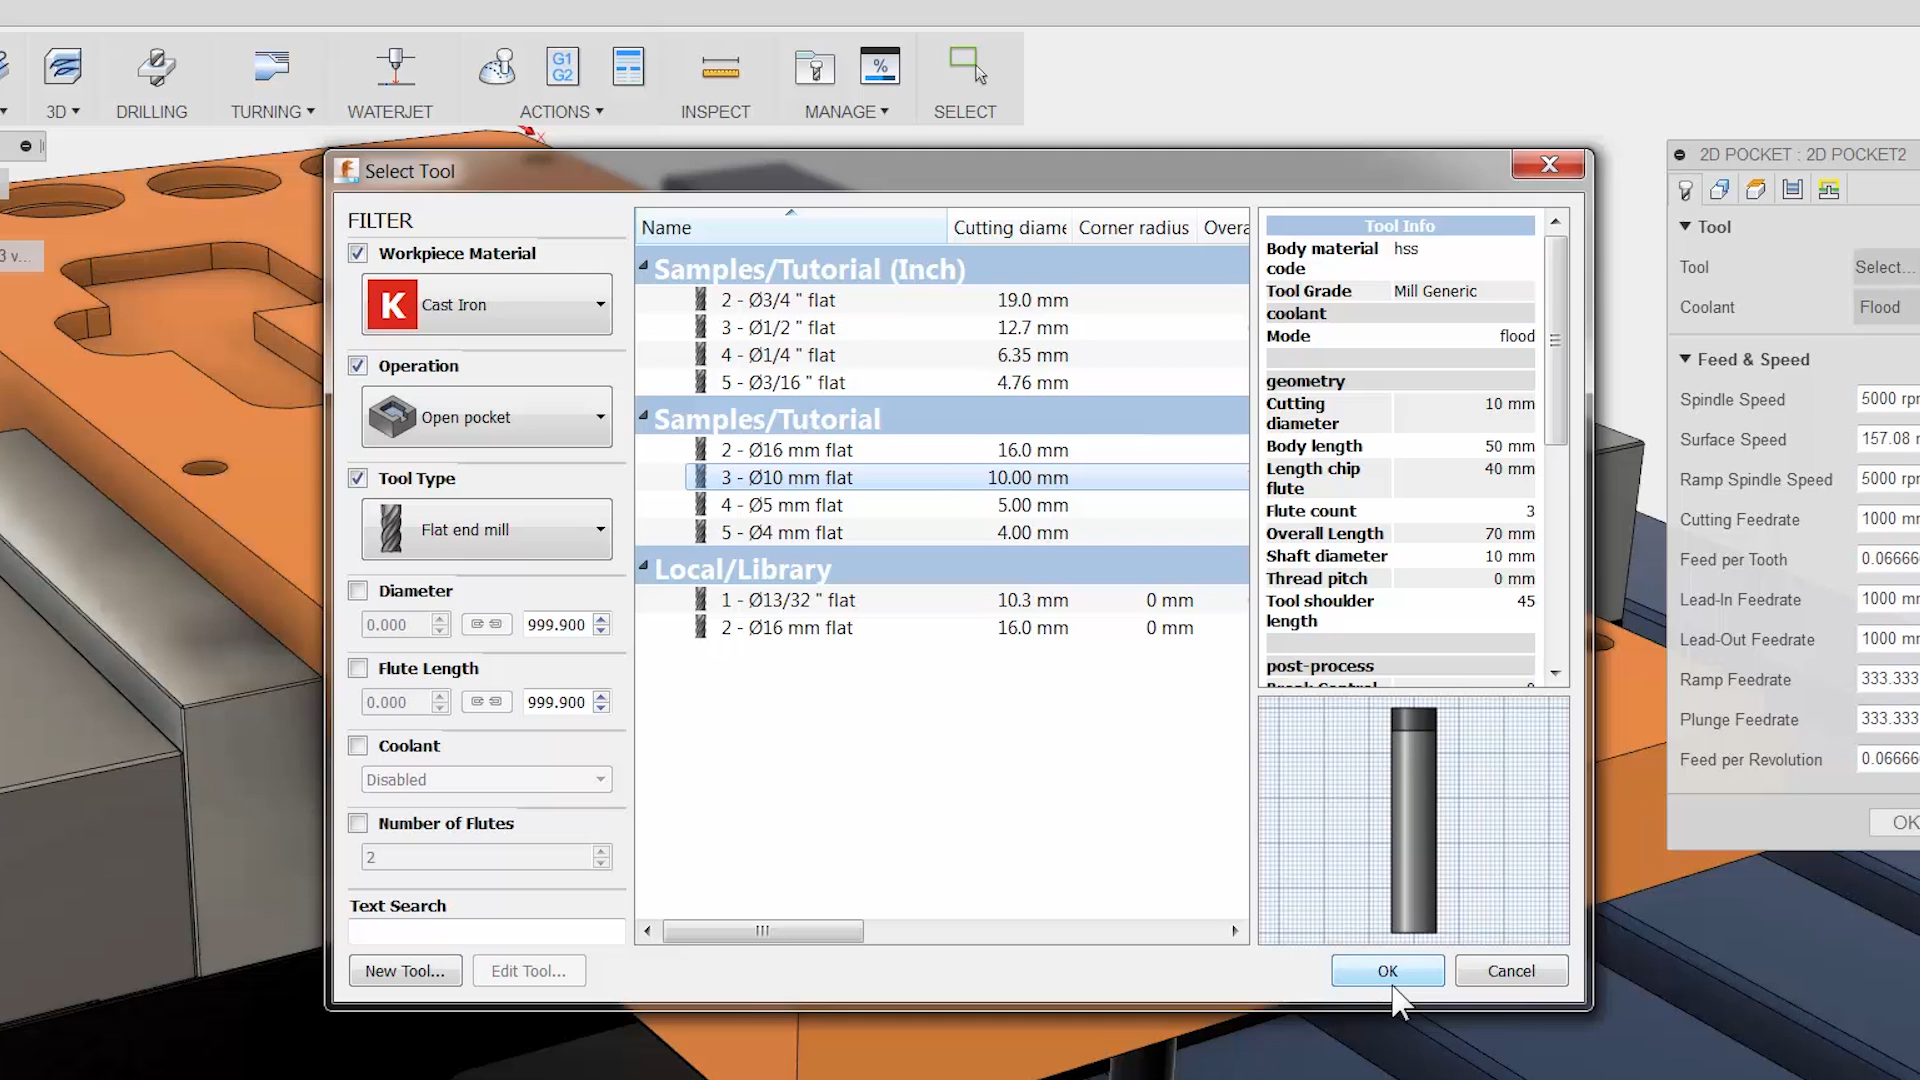 G1
G2
%
3D
DRILLING
TURNING
WATERJET
ACTIONS
INSPECT
MANAGE
SELECT
3 v...
Select Tool
FILTER
Workpiece Material
K
Cast Iron
Operation
Open pocket
Tool Type
Flat end mill
Diameter
0.000
999.900
Flute Length
0.000
999.900
Coolant
Disabled
Number of Flutes
2
Text Search
New Tool...
Edit Tool...
Name
Cutting diame
Corner radius
Overa
Samples/Tutorial (Inch)
2 - Ø3/4 " flat 19.0 mm
3 - Ø1/2 " flat 12.7 mm
4 - Ø1/4 " flat 6.35 mm
5 - Ø3/16 " flat 4.76 mm
Samples/Tutorial
2 - Ø16 mm flat 16.0 mm
3 - Ø10 mm flat 10.00 mm
4 - Ø5 mm flat 5.00 mm
5 - Ø4 mm flat 4.00 mm
Local/Library
1 - Ø13/32 " flat 10.3 mm 0 mm
2 - Ø16 mm flat 16.0 mm 0 mm
Tool Info
Body material hss
code
Tool Grade Mill Generic
coolant
Mode flood
geometry
Cutting 10 mm
diameter
Body length 50 mm
Length chip 40 mm
flute
Flute count 3
Overall Length 70 mm
Shaft diameter 10 mm
Thread pitch 0 mm
Tool shoulder 45
length
post-process
Break Control 0
OK
Cancel
2D POCKET : 2D POCKET2
Tool
Tool Select...
Coolant Flood
Feed & Speed
Spindle Speed 5000 rpm
Surface Speed 157.08 m
Ramp Spindle Speed 5000 rpm
Cutting Feedrate 1000 mm
Feed per Tooth 0.06666
Lead-In Feedrate 1000 mm
Lead-Out Feedrate 1000 mm
Ramp Feedrate 333.333
Plunge Feedrate 333.333
Feed per Revolution 0.06666
OK